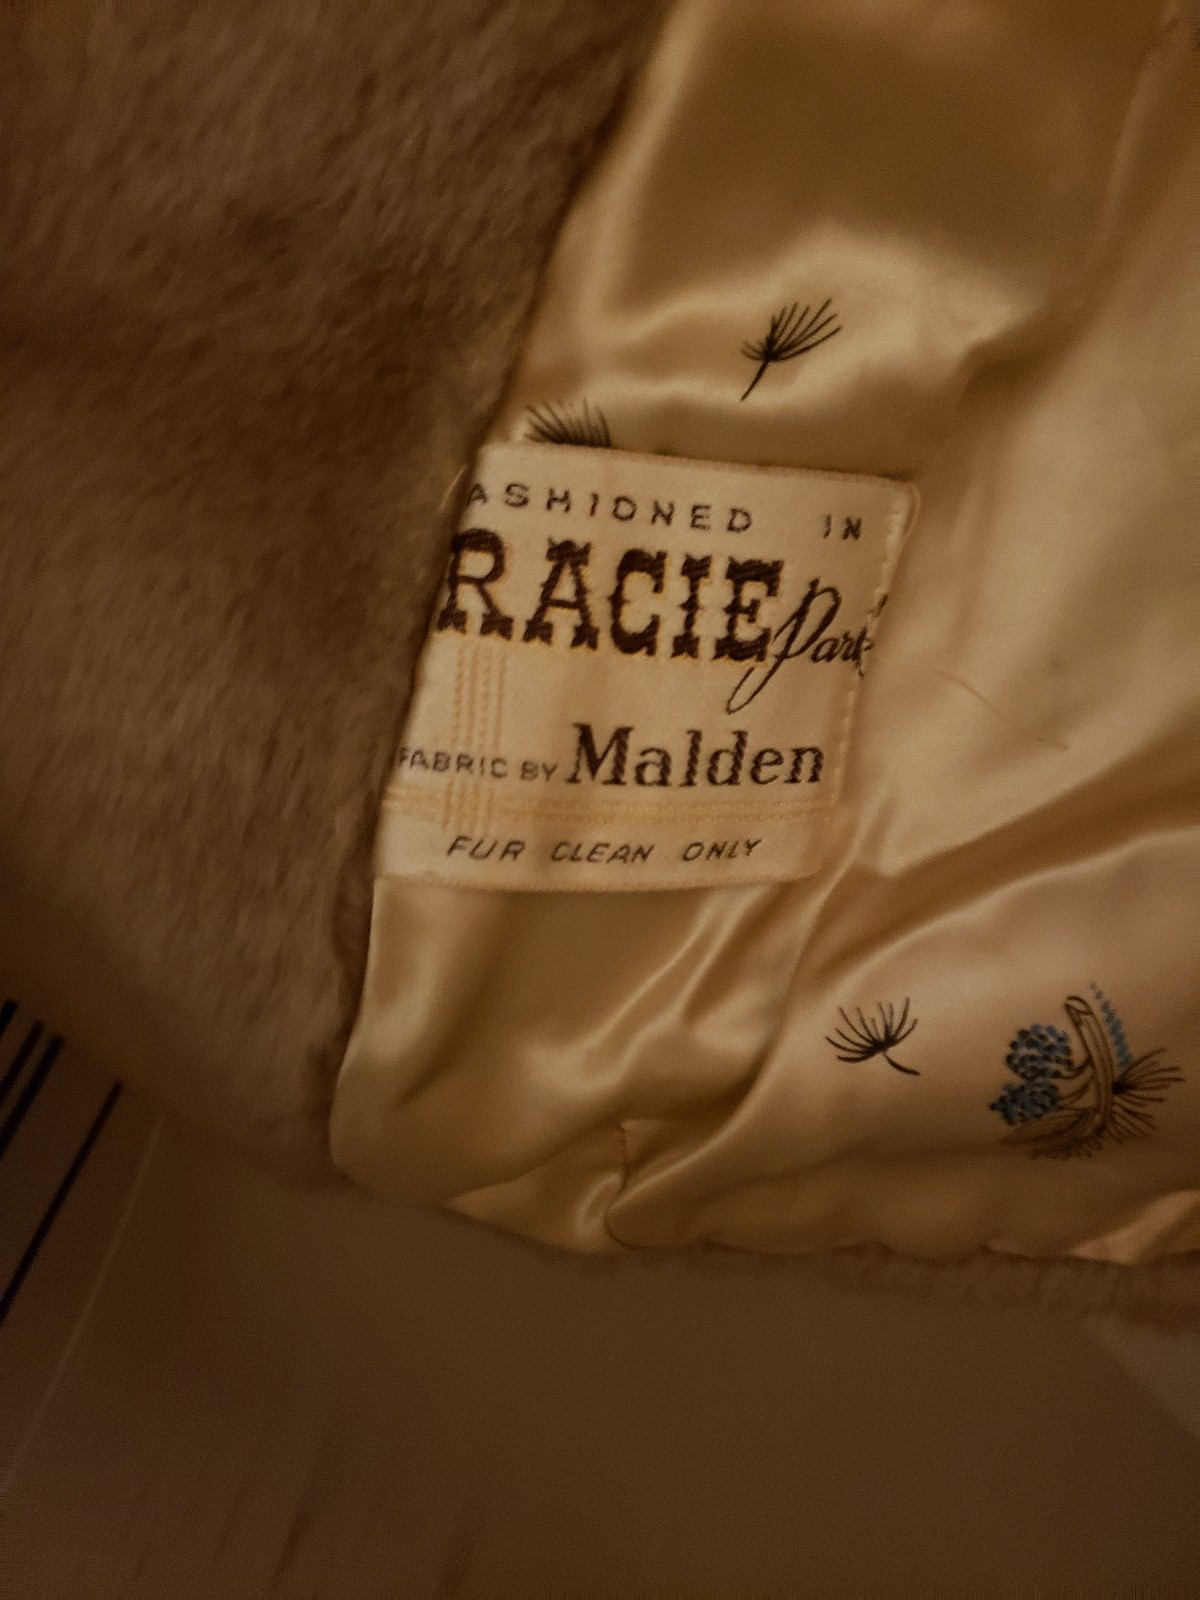 ASHIONED IN
RACIE Park
FABRIC BY Malden
FUR CLEAN ONLY